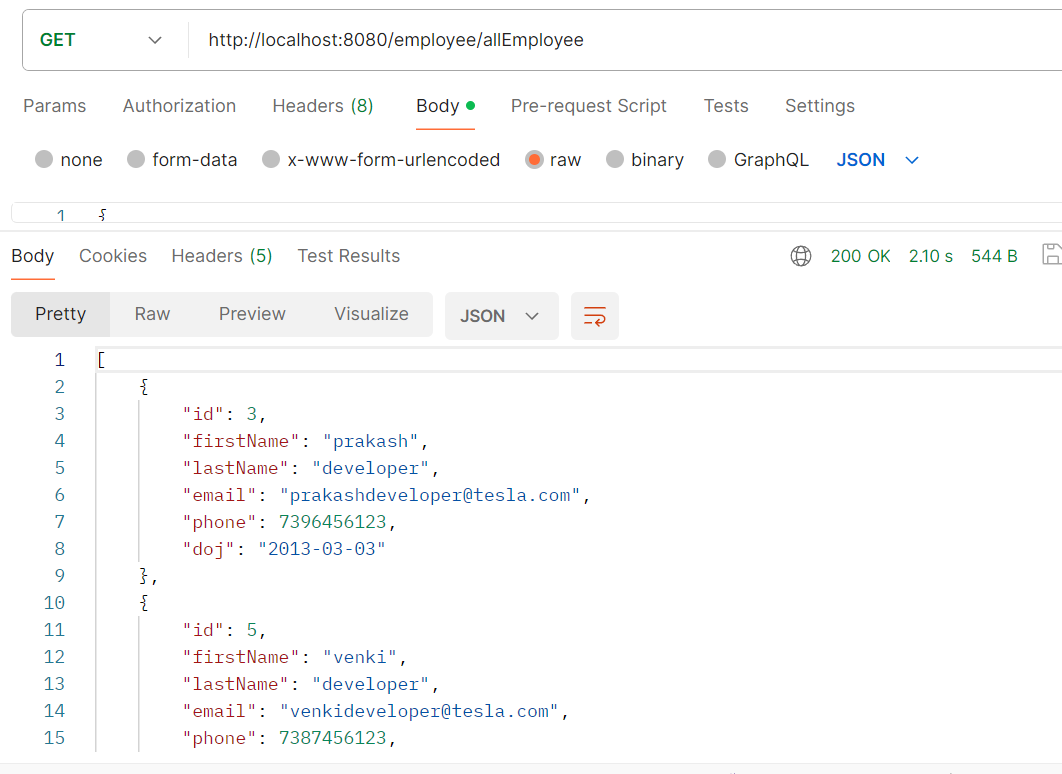 GET http://localhost:8080/employee/allEmployee
Params Authorization Headers (8) Body Pre-request Script Tests Settings
none form-data x-www-form-urlencoded raw binary GraphQL JSON
1 {
Body Cookies Headers (5) Test Results 200 OK 2.10 s 544 B
Pretty Raw Preview Visualize JSON
1 [
2 {
3 "id": 3,
4 "firstName": "prakash",
5 "lastName": "developer",
6 "email": "prakashdeveloper@tesla.com",
7 "phone": 7396456123,
8 "doj": "2013-03-03"
9 },
10 {
11 "id": 5,
12 "firstName": "venki",
13 "lastName": "developer",
14 "email": "venkideveloper@tesla.com",
15 "phone": 7387456123,